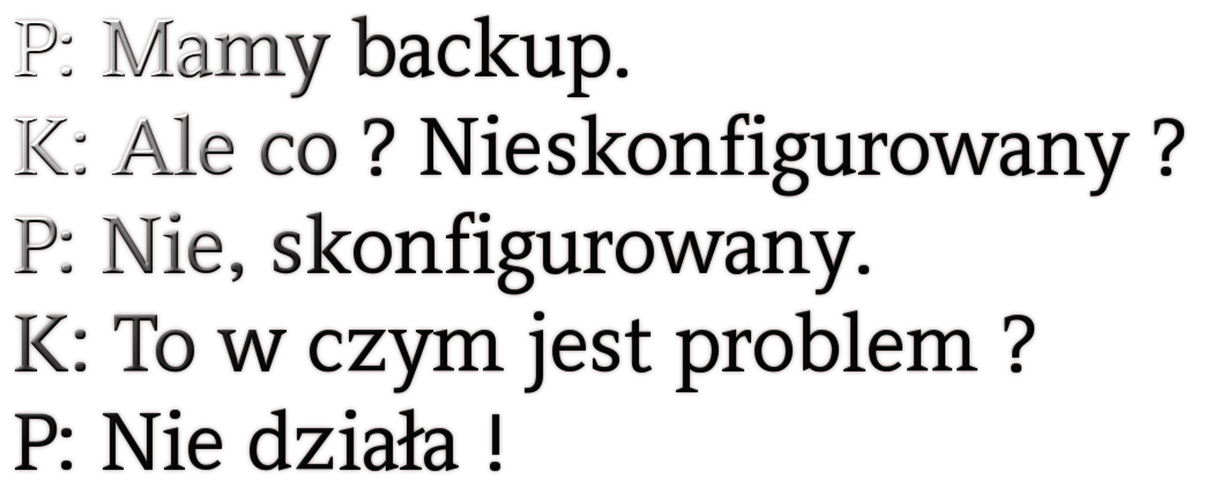 P: Mamy backup.
K: Ale co ? Nieskonfigurowany ?
P: Nie, skonfigurowany.
K: To w czym jest problem ?
P: Nie działa !